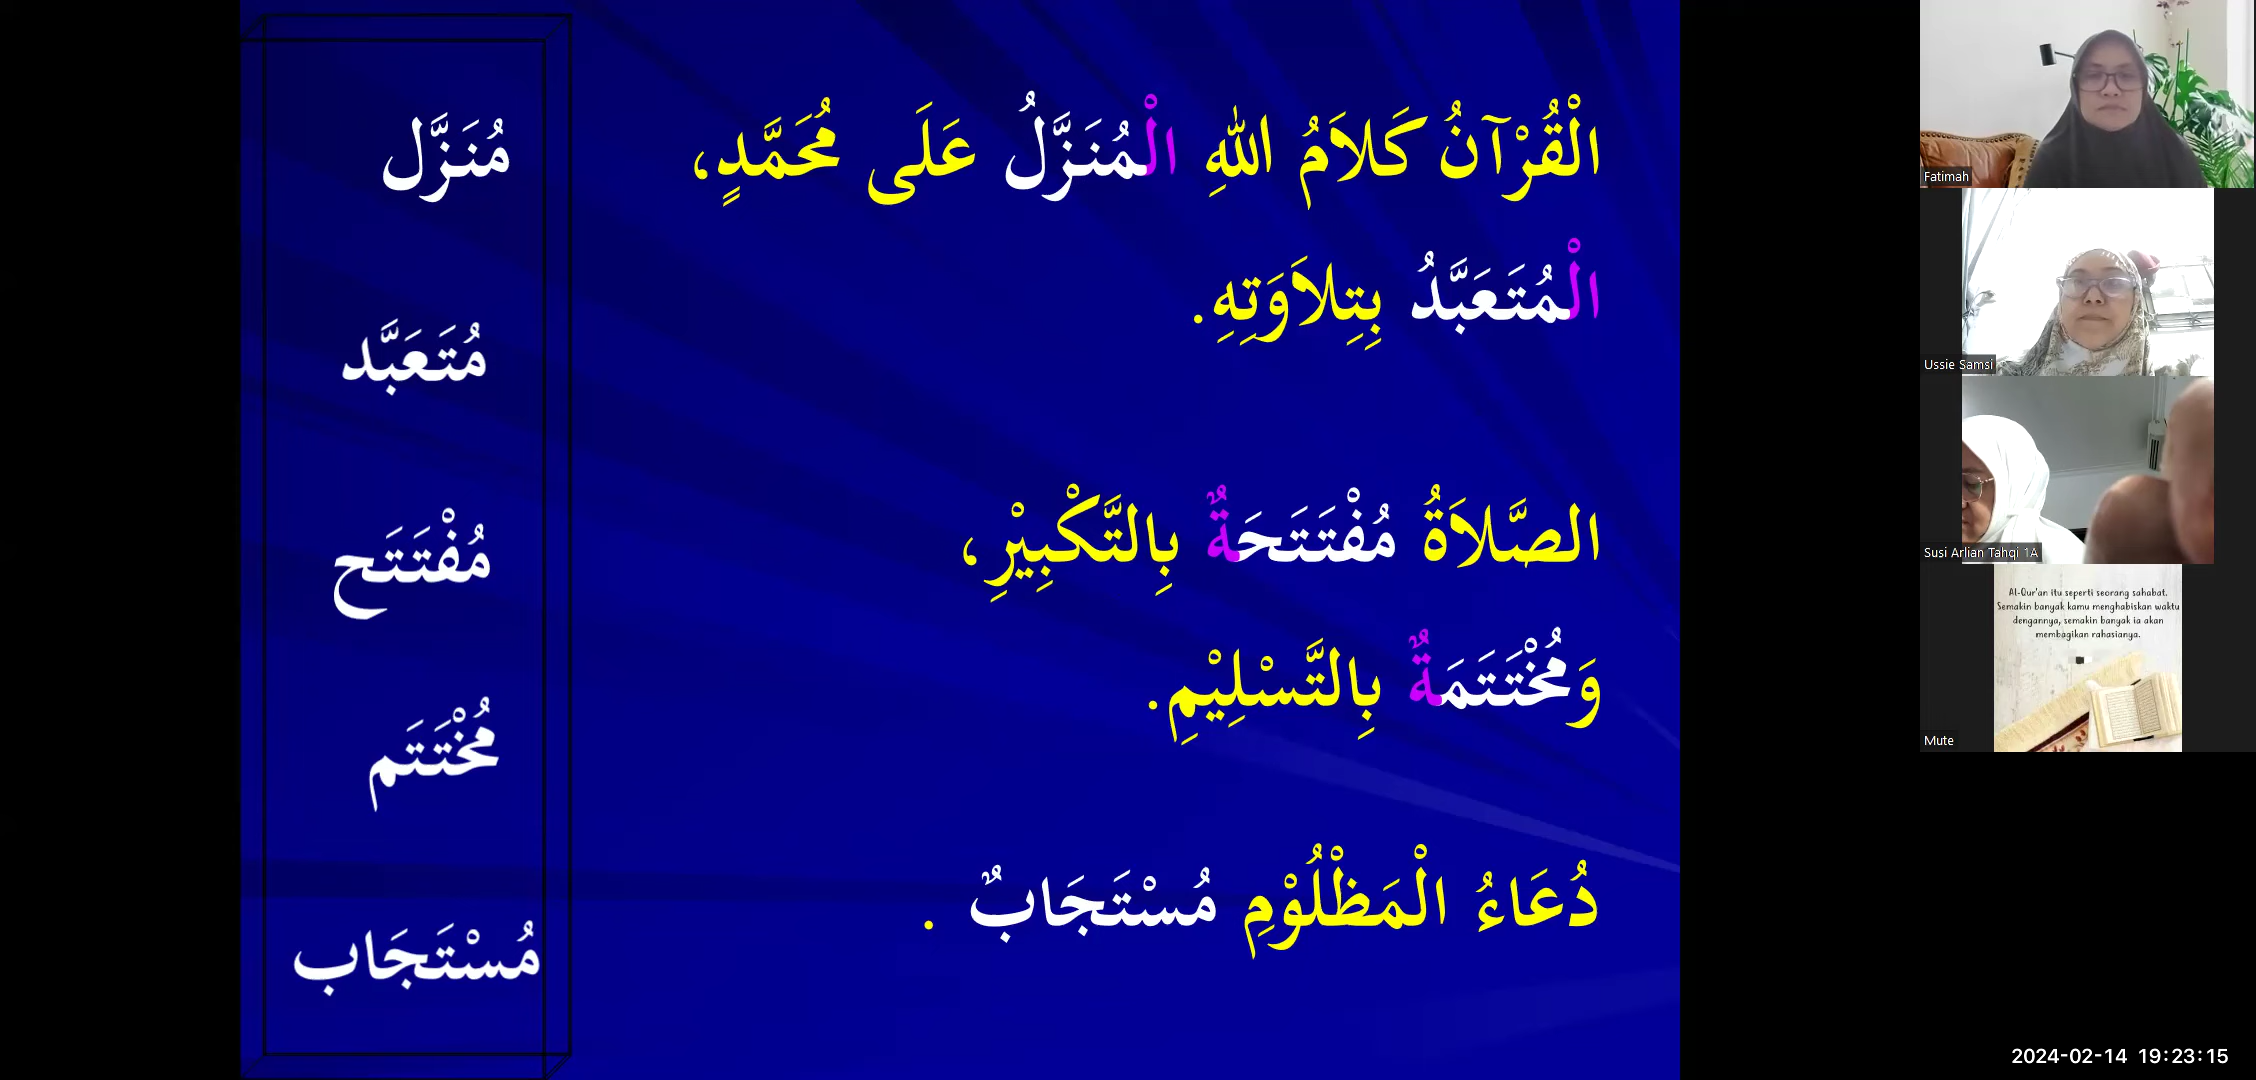 الْقُرْآنُ كَلاَمُ اللهِ الْمُنَزَّلُ عَلَى مُحَمَّدٍ،
الْمُتَعَبَّدُ بِتِلاَوَتِهِ.
الصَّلاَةُ مُفْتَتَحَةٌ بِالتَّكْبِيْرِ،
وَمُخْتَتَمَةٌ بِالتَّسْلِيْمِ.
دُعَاءُ الْمَظْلُوْمِ مُسْتَجَابٌ .
مُنَزَّل
مُتَعَبَّد
مُفْتَتَح
مُخْتَتَم
مُسْتَجَاب
Fatimah
Ussie Samsi
Susi Arlian Tahqi 1A
Al-Qur'an itu seperti seorang sahabat.
Semakin banyak kamu menghabiskan waktu
dengannya, semakin banyak ia akan
membagikan rahasianya.
Mute
2024-02-14 19:23:15